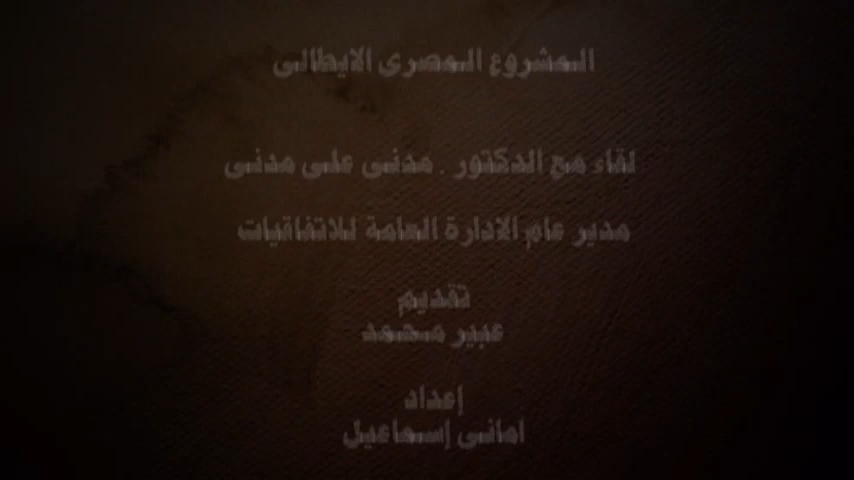 المشروع المصرى الايطالى
لقاء مع الدكتور . مدنى على مدنى
مدير عام الادارة العامة للاتفاقيات
تقديم
عبير محمد
إعداد
امانى إسماعيل